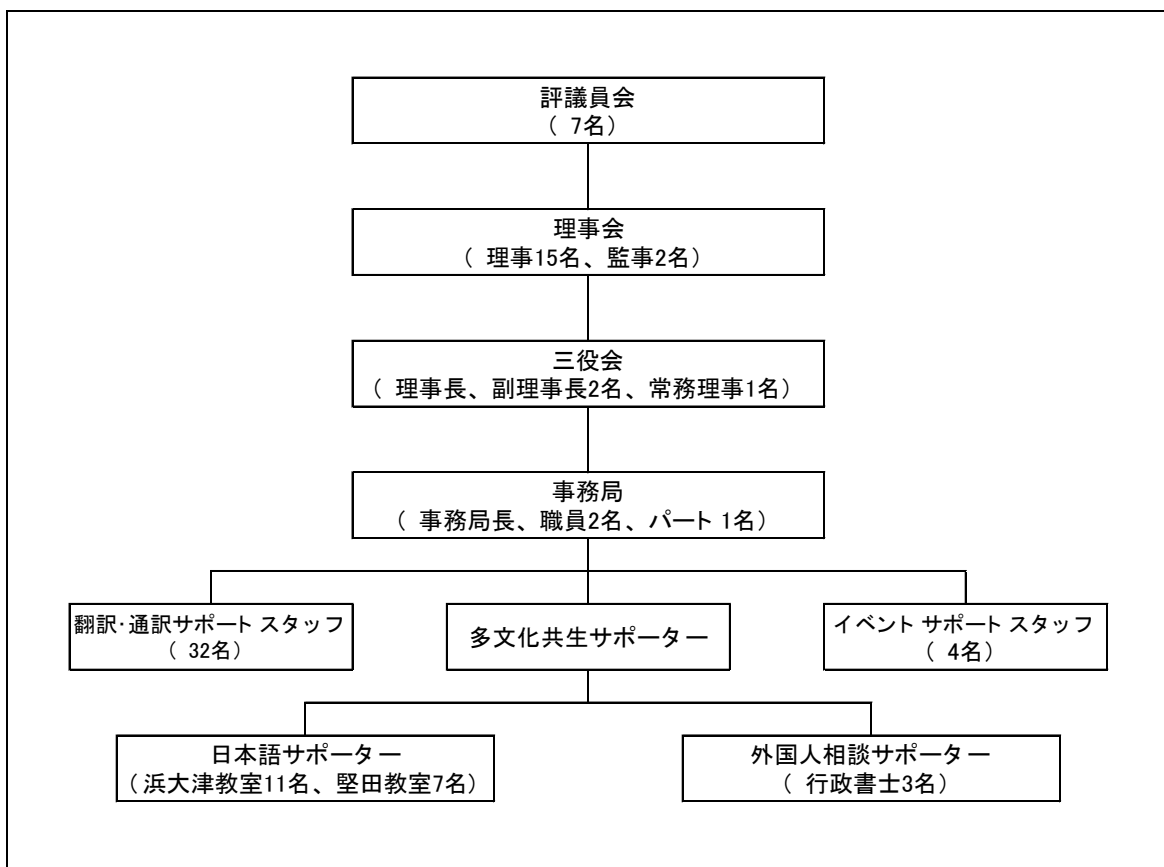 評議員会
( 7名)
理事会
( 理事15名、監事2名)
三役会
( 理事長、副理事長2名、常務理事1名)
事務局
( 事務局長、職員2名、パート 1名)
翻訳・通訳サポート スタッフ
( 32名)
多文化共生サポーター
イベント サポート スタッフ
( 4名)
日本語サポーター
(浜大津教室11名、堅田教室7名)
外国人相談サポーター
( 行政書士3名)